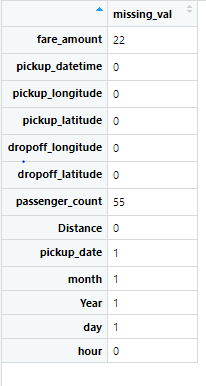 missing_val
fare_amount 22
pickup_datetime 0
pickup_longitude 0
pickup_latitude 0
dropoff_longitude 0
dropoff_latitude 0
passenger_count 55
Distance 0
pickup_date 1
month 1
Year 1
day 1
hour 0